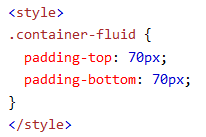 <style>
.container-fluid {
  padding-top: 70px;
  padding-bottom: 70px;
}
</style>